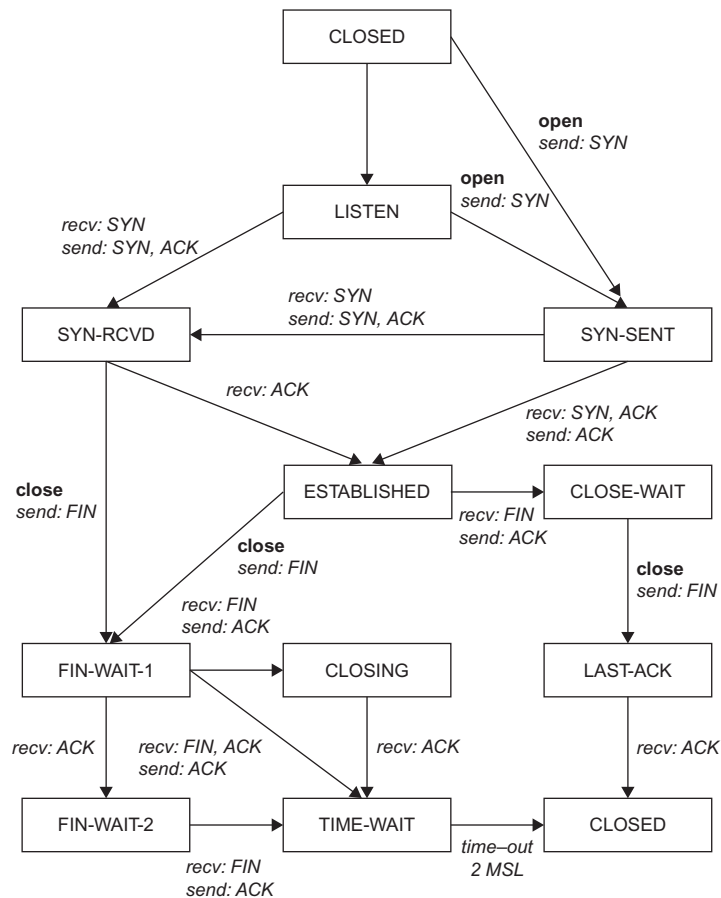 CLOSED
open
send: SYN
open
send: SYN
LISTEN
recv: SYN
send: SYN, ACK
recv: SYN
send: SYN, ACK
SYN-RCVD
SYN-SENT
recv: ACK
recv: SYN, ACK
send: ACK
ESTABLISHED
CLOSE-WAIT
close
send: FIN
recv: FIN
send: ACK
close
send: FIN
close
send: FIN
recv: FIN
send: ACK
FIN-WAIT-1
CLOSING
LAST-ACK
recv: ACK
recv: FIN, ACK
send: ACK
recv: ACK
recv: ACK
FIN-WAIT-2
TIME-WAIT
CLOSED
recv: FIN
send: ACK
time–out
2 MSL